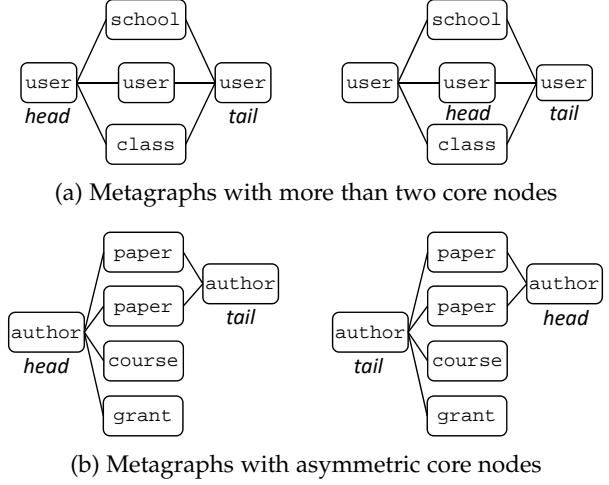 school
school
user
user
user
user
user
user
head
tail
head
tail
class
class
(a) Metagraphs with more than two core nodes
paper
paper
author
author
paper
paper
tail
head
author
author
head
tail
course
course
grant
grant
(b) Metagraphs with asymmetric core nodes